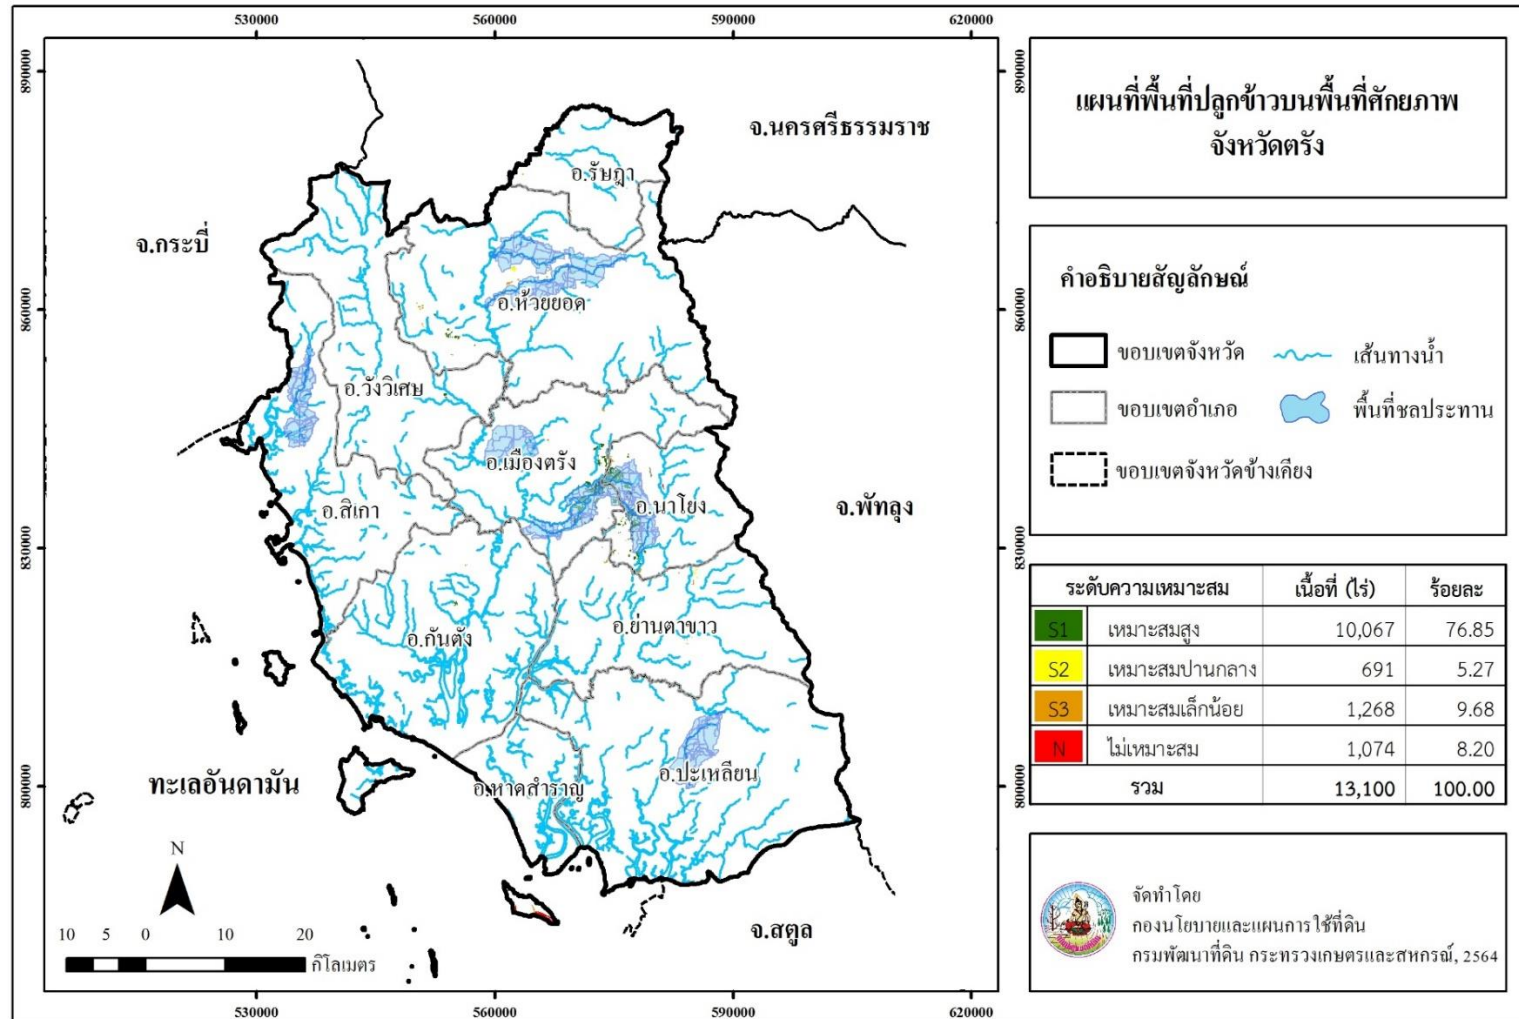 530000
560000
590000
620000
890000
860000
830000
800000
จ.นครศรีธรรมราช
อ.รัษฎา
จ.กระบี่
อ.ห้วยยอด
อ.วังวิเศษ
อ.เมืองตรัง
อ.สิเกา
อ.นาโยง
จ.พัทลุง
อ.กันตัง
อ.ย่านตาขาว
ทะเลอันดามัน
อ.หาดสำราญ
อ.ปะเหลียน
จ.สตูล
N
10 5 0 10 20
กิโลเมตร
530000
560000
590000
620000
890000
860000
830000
800000
แผนที่พื้นที่ปลูกข้าวบนพื้นที่ศักยภาพ
จังหวัดตรัง
คำอธิบายสัญลักษณ์
ขอบเขตจังหวัด
เส้นทางน้ำ
ขอบเขตอำเภอ
พื้นที่ชลประทาน
ขอบเขตจังหวัดข้างเคียง
ระดับความเหมาะสม เนื้อที่ (ไร่) ร้อยละ
S1 เหมาะสมสูง 10,067 76.85
S2 เหมาะสมปานกลาง 691 5.27
S3 เหมาะสมเล็กน้อย 1,268 9.68
N ไม่เหมาะสม 1,074 8.20
รวม 13,100 100.00
จัดทำโดย
กองนโยบายและแผนการใช้ที่ดิน
กรมพัฒนาที่ดิน กระทรวงเกษตรและสหกรณ์, 2564